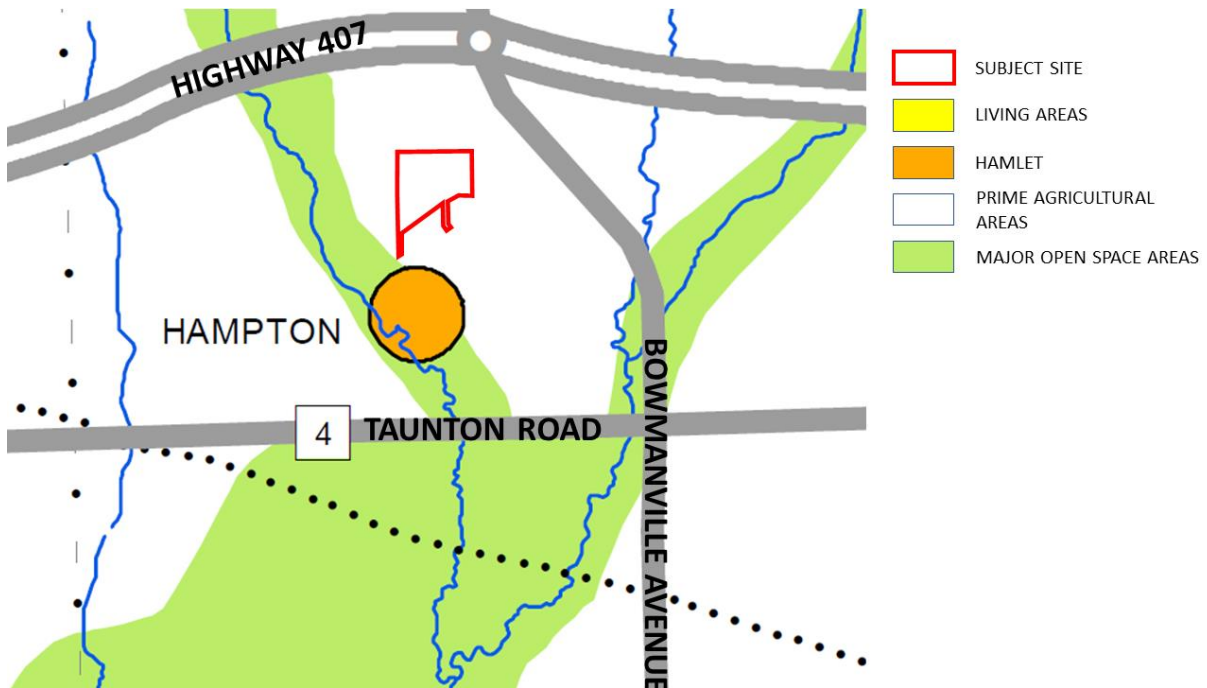 HIGHWAY 407
HAMPTON
4
TAUNTON ROAD
BOWMANVILLE AVENUE
SUBJECT SITE
LIVING AREAS
HAMLET
PRIME AGRICULTURAL
AREAS
MAJOR OPEN SPACE AREAS